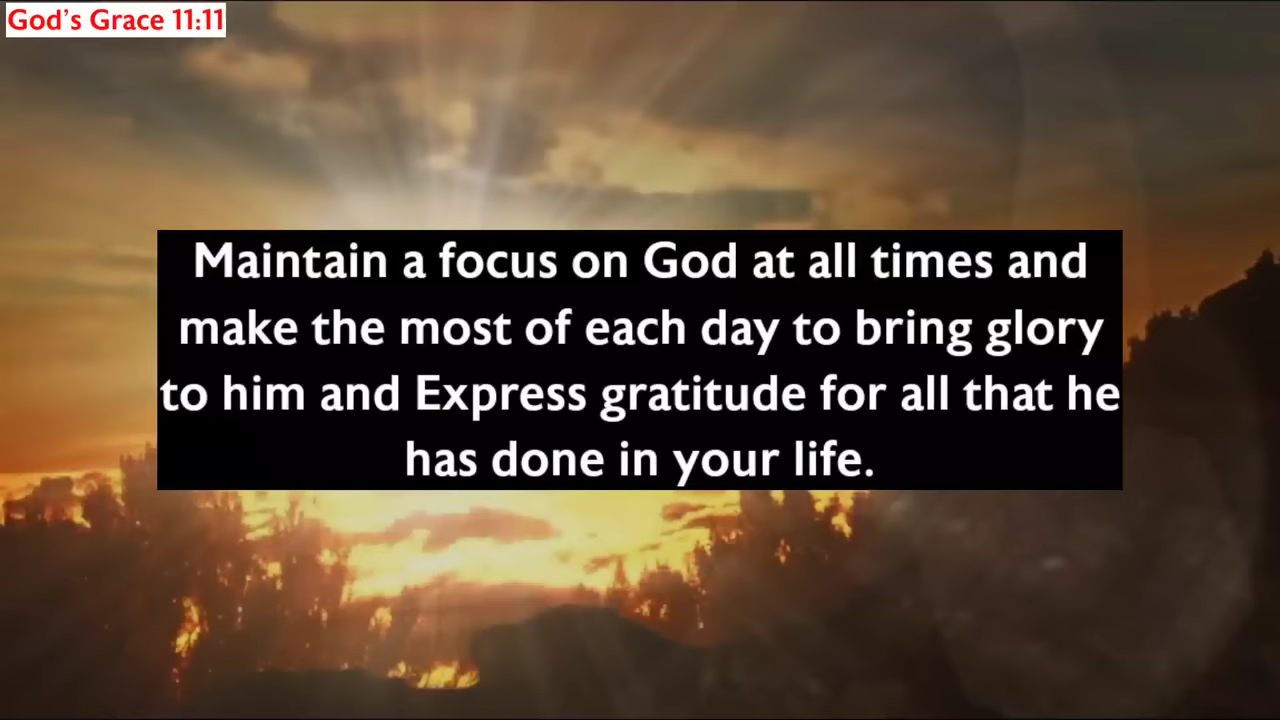 God's Grace 11:11
Maintain a focus on God at all times and
make the most of each day to bring glory
to him and Express gratitude for all that he
has done in your life.